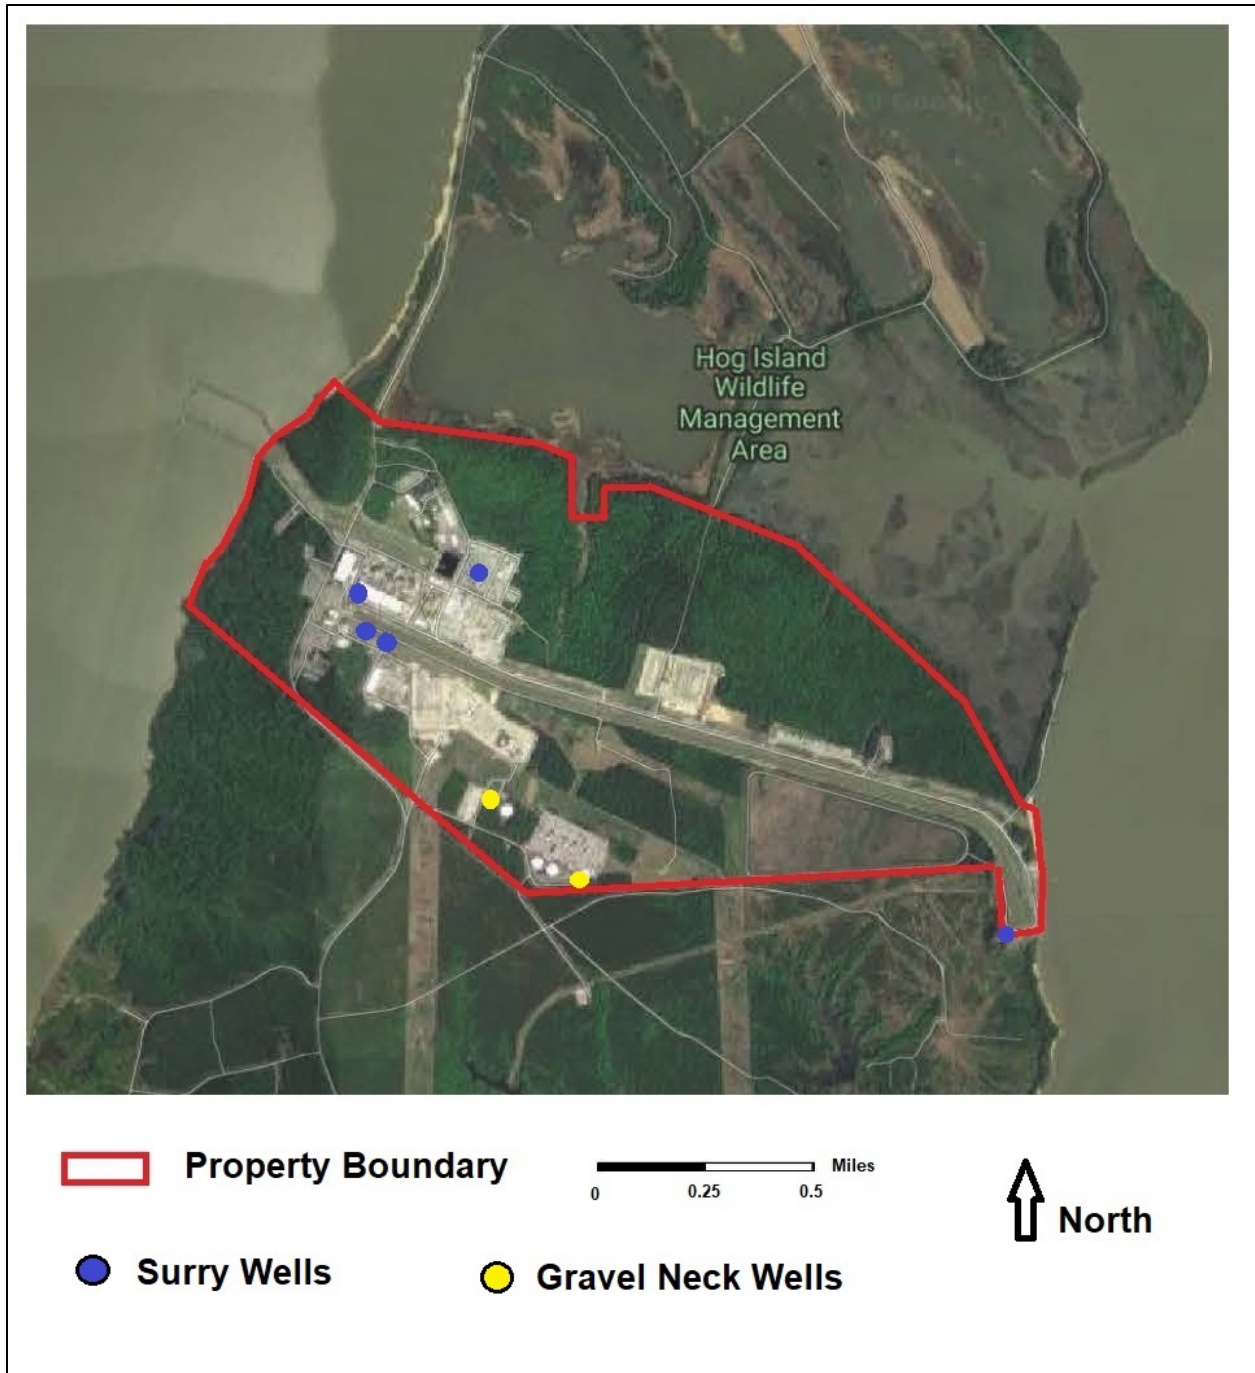 Hog Island
Wildlife
Management
Area
Property Boundary
Miles
0 0.25 0.5
North
Surry Wells
Gravel Neck Wells